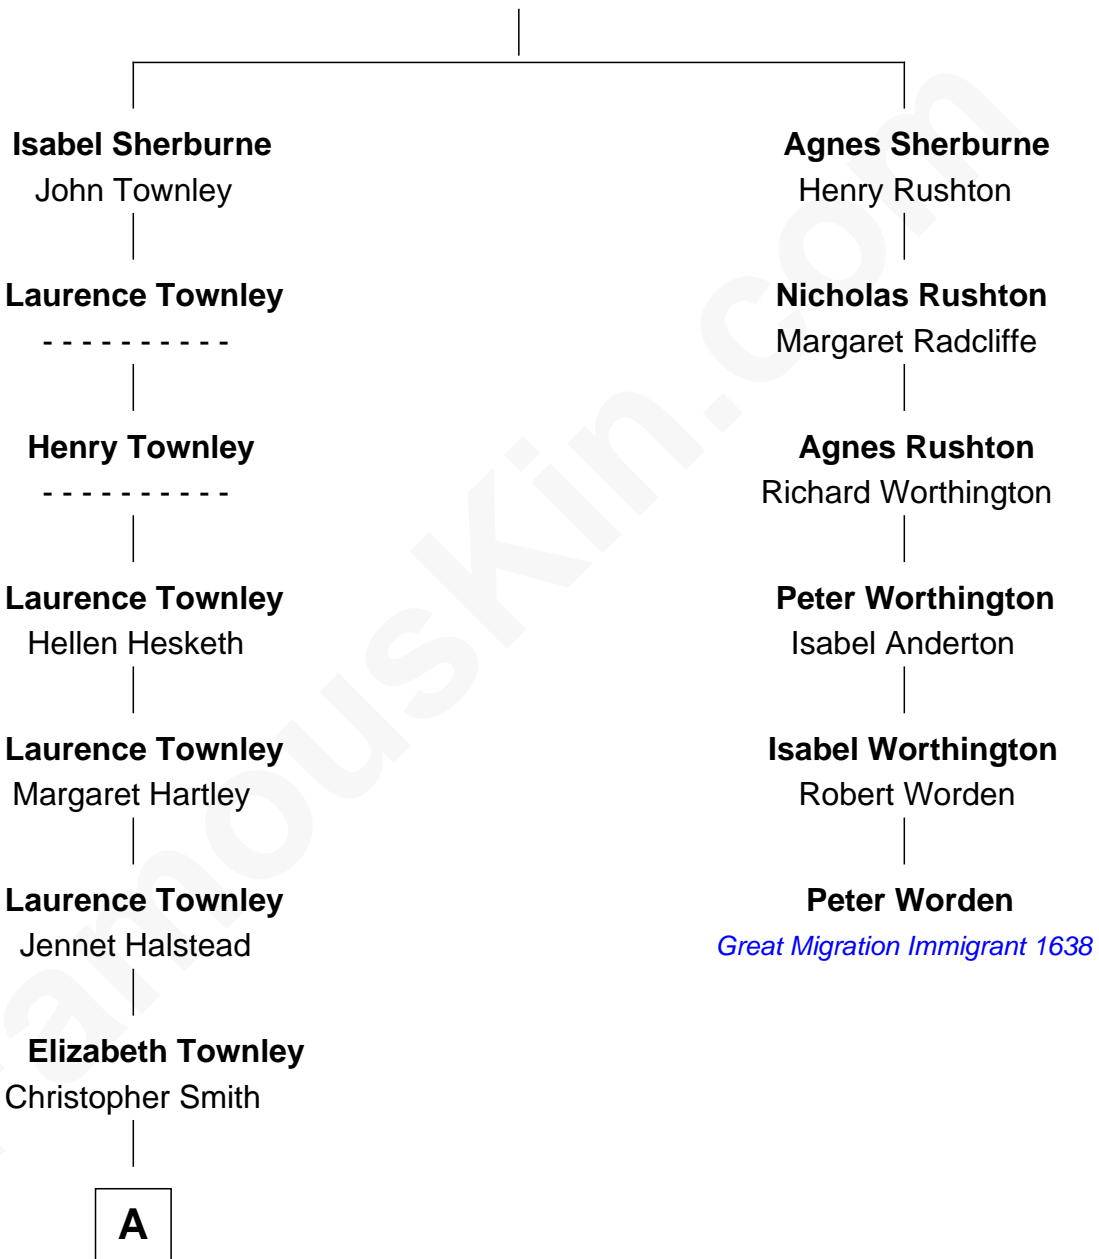 Isabel Sherburne
John Townley
Laurence Townley
- - - - - - - - - -
Henry Townley
- - - - - - - - - -
Laurence Townley
Hellen Hesketh
Laurence Townley
Margaret Hartley
Laurence Townley
Jennet Halstead
Elizabeth Townley
Christopher Smith
A
Agnes Sherburne
Henry Rushton
Nicholas Rushton
Margaret Radcliffe
Agnes Rushton
Richard Worthington
Peter Worthington
Isabel Anderton
Isabel Worthington
Robert Worden
Peter Worden
Great Migration Immigrant 1638
FamousKin.com